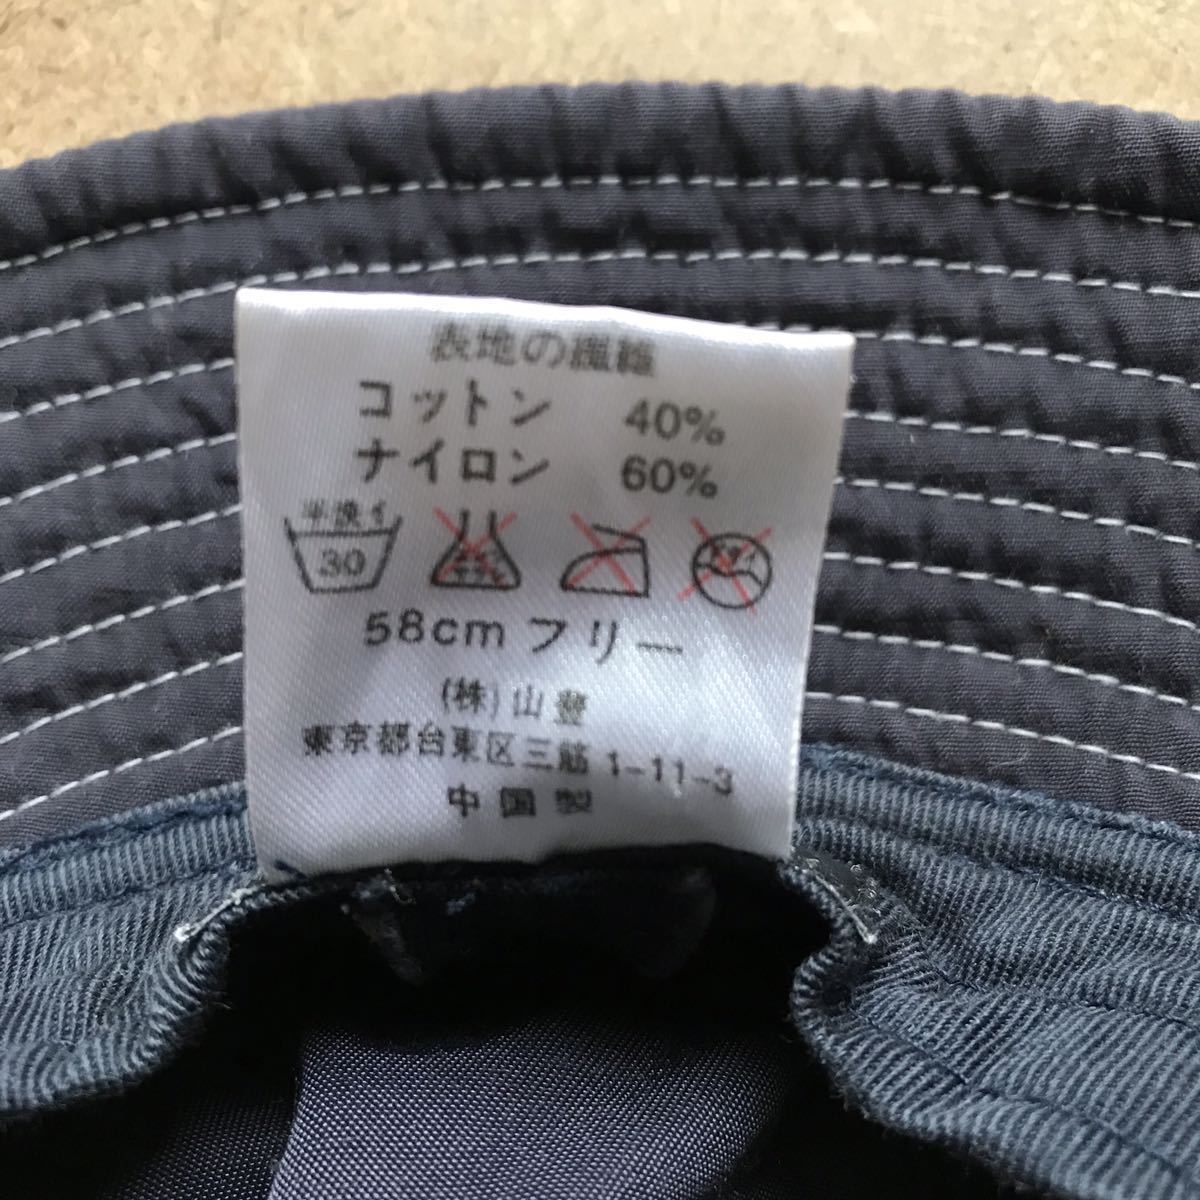 表地の繊維
コットン 40%
ナイロン 60%
手洗イ
30
58cm フリー
(株)山豊
東京都台東区三筋 1-11-3
中国製